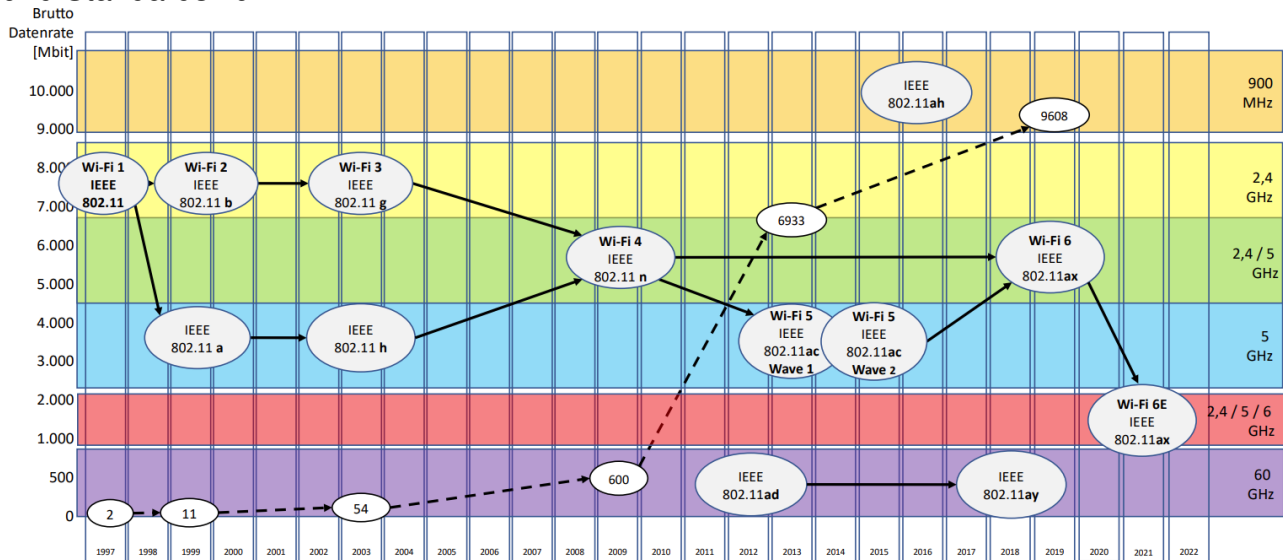 Brutto
Datenrate
[Mbit]
10.000
9.000
8.000
7.000
6.000
5.000
4.000
3.000
2.000
1.000
500
0
IEEE
802.11ah
900
MHz
9608
Wi-Fi 1
IEEE
802.11
Wi-Fi 2
IEEE
802.11 b
Wi-Fi 3
IEEE
802.11 g
2,4
GHz
6933
Wi-Fi 4
IEEE
802.11 n
Wi-Fi 6
IEEE
802.11ax
2,4 / 5
GHz
IEEE
802.11 a
IEEE
802.11 h
Wi-Fi 5
IEEE
802.11ac
Wave 1
Wi-Fi 5
IEEE
802.11ac
Wave 2
5
GHz
Wi-Fi 6E
IEEE
802.11ax
2,4 / 5 / 6
GHz
2
11
54
600
IEEE
802.11ad
IEEE
802.11ay
60
GHz
1997 1998 1999 2000 2001 2002 2003 2004 2005 2006 2007 2008 2009 2010 2011 2012 2013 2014 2015 2016 2017 2018 2019 2020 2021 2022